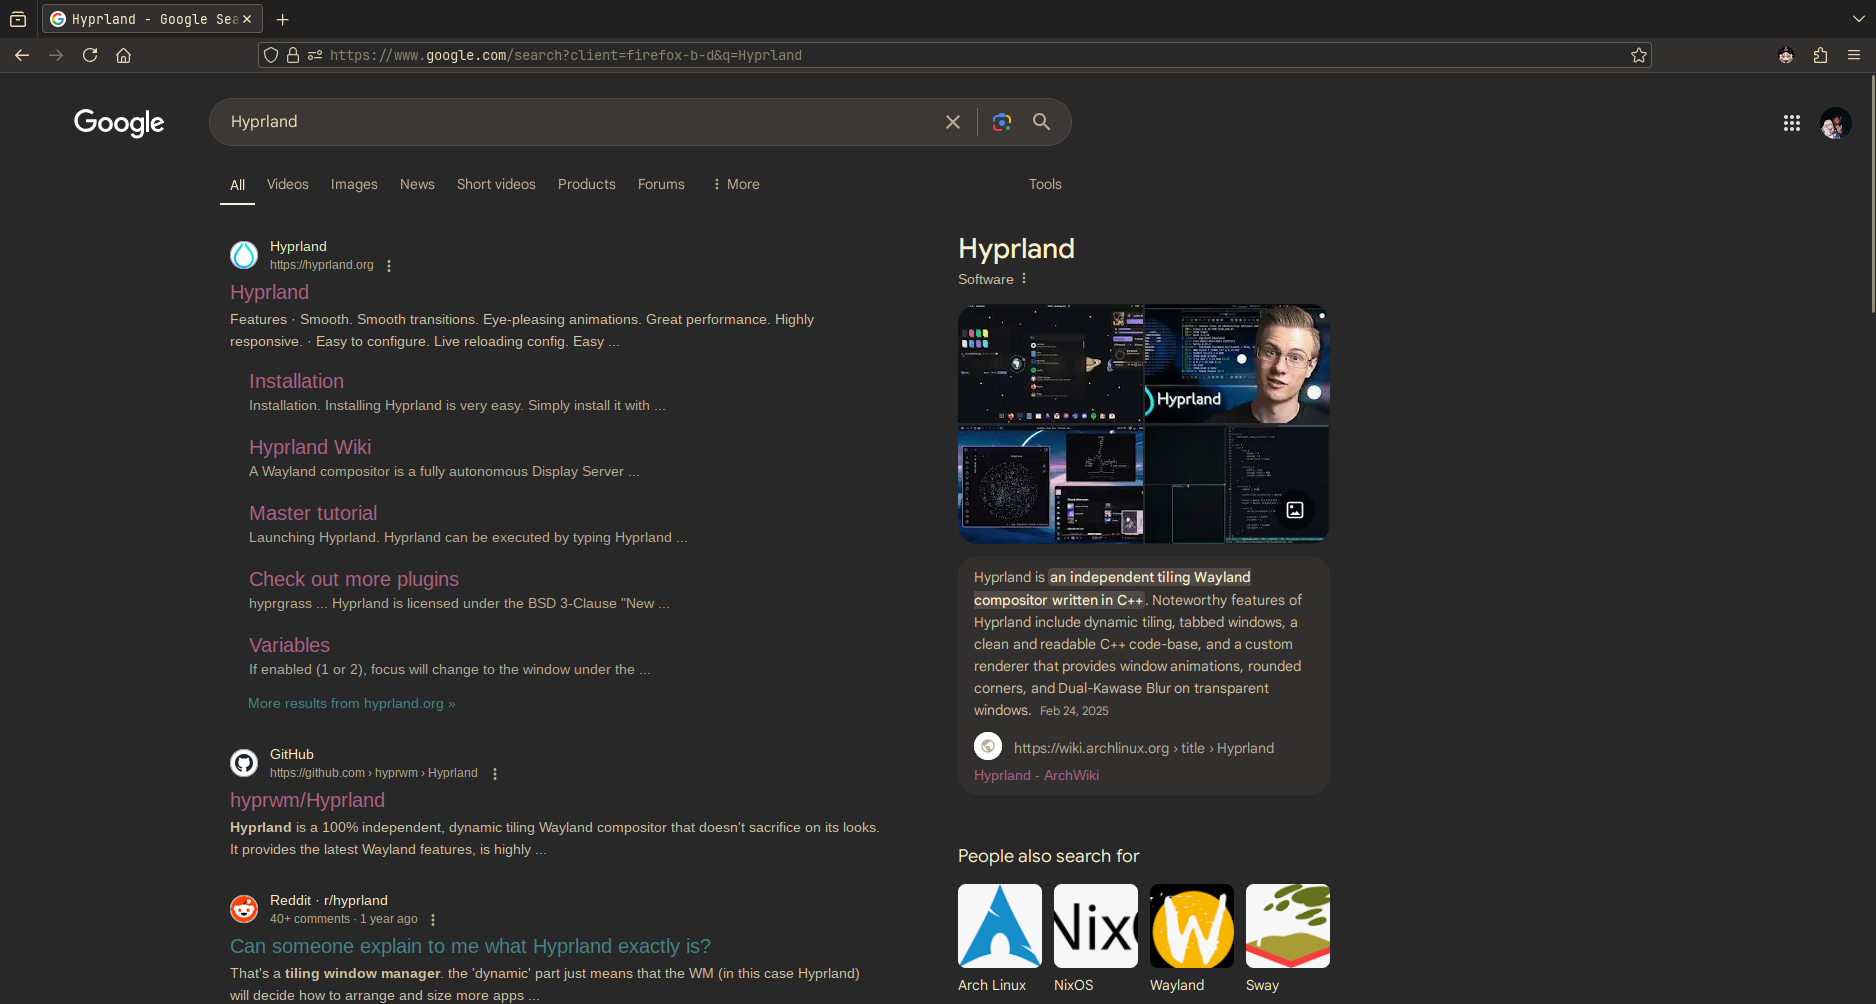 Hyprland - Google Sea
https://www.google.com/search?client=firefox-b-d&q=Hyprland
Google
Hyprland
All
Videos
Images
News
Short videos
Products
Forums
More
Tools
Hyprland
https://hyprland.org
Hyprland
Features · Smooth. Smooth transitions. Eye-pleasing animations. Great performance. Highly
responsive. · Easy to configure. Live reloading config. Easy ...
Installation
Installation. Installing Hyprland is very easy. Simply install it with ...
Hyprland Wiki
A Wayland compositor is a fully autonomous Display Server ...
Master tutorial
Launching Hyprland. Hyprland can be executed by typing Hyprland ...
Check out more plugins
hyprgrass ... Hyprland is licensed under the BSD 3-Clause "New ...
Variables
If enabled (1 or 2), focus will change to the window under the ...
More results from hyprland.org »
GitHub
https://github.com › hyprwm › Hyprland
hyprwm/Hyprland
Hyprland is a 100% independent, dynamic tiling Wayland compositor that doesn't sacrifice on its looks.
It provides the latest Wayland features, is highly ...
Reddit · r/hyprland
40+ comments · 1 year ago
Can someone explain to me what Hyprland exactly is?
That's a tiling window manager. the 'dynamic' part just means that the WM (in this case Hyprland)
will decide how to arrange and size more apps ...
Hyprland
Software
Hyprland
Hyprland is an independent tiling Wayland
compositor written in C++. Noteworthy features of
Hyprland include dynamic tiling, tabbed windows, a
clean and readable C++ code-base, and a custom
renderer that provides window animations, rounded
corners, and Dual-Kawase Blur on transparent
windows. Feb 24, 2025
https://wiki.archlinux.org › title › Hyprland
Hyprland - ArchWiki
People also search for
Nix
W
Arch Linux
NixOS
Wayland
Sway